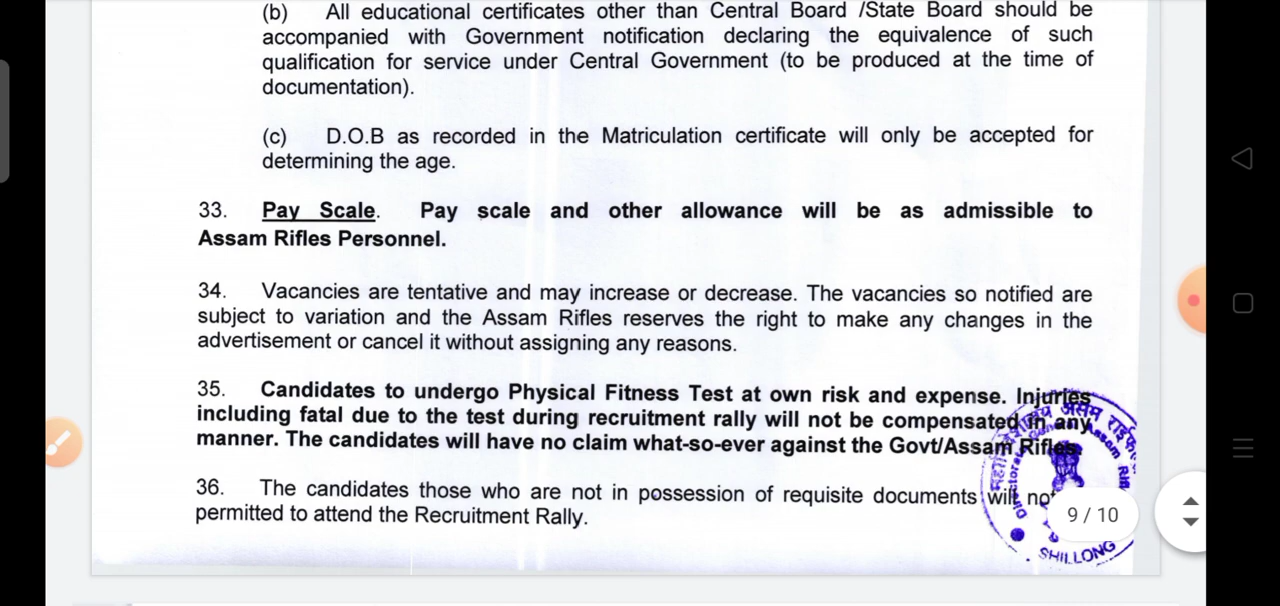 (b) All educational certificates other than Central Board /State Board should be
accompanied with Government notification declaring the equivalence of such
qualification for service under Central Government (to be produced at the time of
documentation).
(c) D.O.B as recorded in the Matriculation certificate will only be accepted for
determining the age.
33. Pay Scale. Pay scale and other allowance will be as admissible to
Assam Rifles Personnel.
34. Vacancies are tentative and may increase or decrease. The vacancies so notified are
subject to variation and the Assam Rifles reserves the right to make any changes in the
advertisement or cancel it without assigning any reasons.
35. Candidates to undergo Physical Fitness Test at own risk and expense. Injuries
including fatal due to the test during recruitment rally will not be compensated in any
manner. The candidates will have no claim what-so-ever against the Govt/Assam Rifles.
36. The candidates those who are not in possession of requisite documents will not
permitted to attend the Recruitment Rally.
9 / 10
SHILLONG